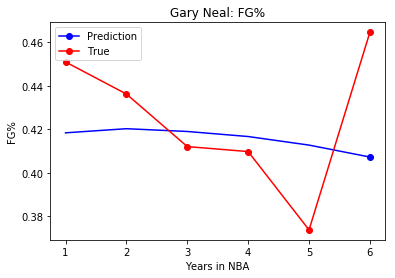 Gary Neal: FG%
Prediction
True
FG%
0.46
0.44
0.42
0.40
0.38
1 2 3 4 5 6
Years in NBA